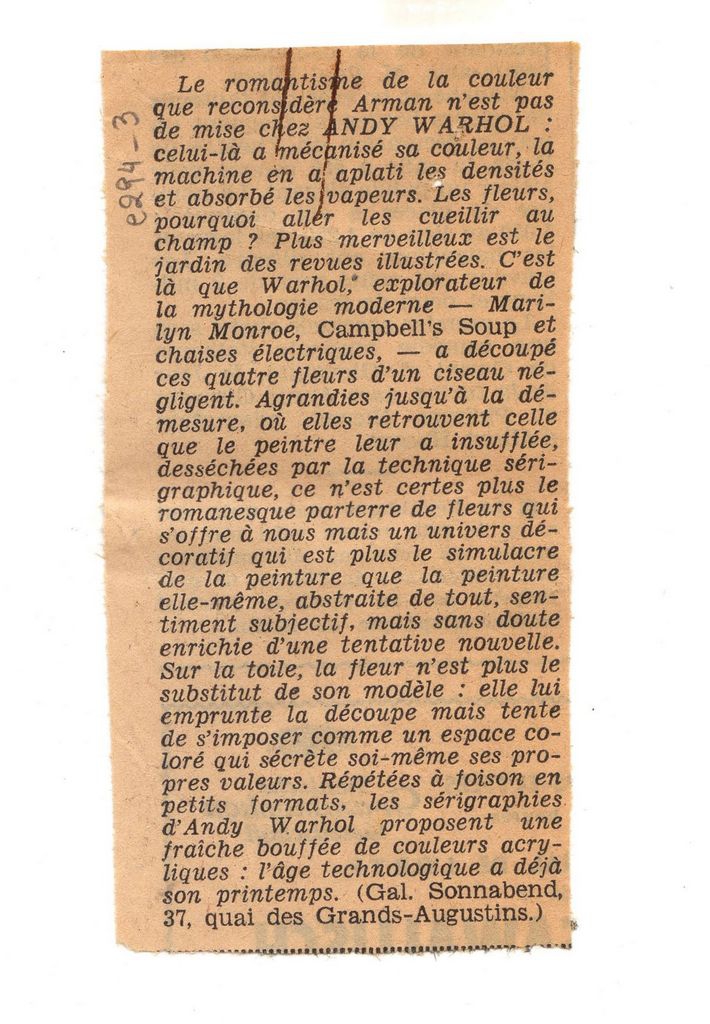 Le romantisme de la couleur
que reconsidère Arman n'est pas
de mise chez ANDY WARHOL :
celui-là a mécanisé sa couleur, la
machine en a aplati les densités
et absorbé les vapeurs. Les fleurs,
pourquoi aller les cueillir au
champ ? Plus merveilleux est le
jardin des revues illustrées. C'est
là que Warhol, explorateur de
la mythologie moderne — Mari-
lyn Monroe, Campbell's Soup et
chaises électriques, — a découpé
ces quatre fleurs d'un ciseau né-
gligent. Agrandies jusqu'à la dé-
mesure, où elles retrouvent celle
que le peintre leur a insufflée,
desséchées par la technique séri-
graphique, ce n'est certes plus le
romanesque parterre de fleurs qui
s'offre à nous mais un univers dé-
coratif qui est plus le simulacre
de la peinture que la peinture
elle-même, abstraite de tout, sen-
timent subjectif, mais sans doute
enrichie d'une tentative nouvelle.
Sur la toile, la fleur n'est plus le
substitut de son modèle : elle lui
emprunte la découpe mais tente
de s'imposer comme un espace co-
loré qui sécrète soi-même ses pro-
pres valeurs. Répétées à foison en
petits formats, les sérigraphies
d'Andy Warhol proposent une
fraîche bouffée de couleurs acry-
liques : l'âge technologique a déjà
son printemps. (Gal. Sonnabend,
37, quai des Grands-Augustins.)
e294-3